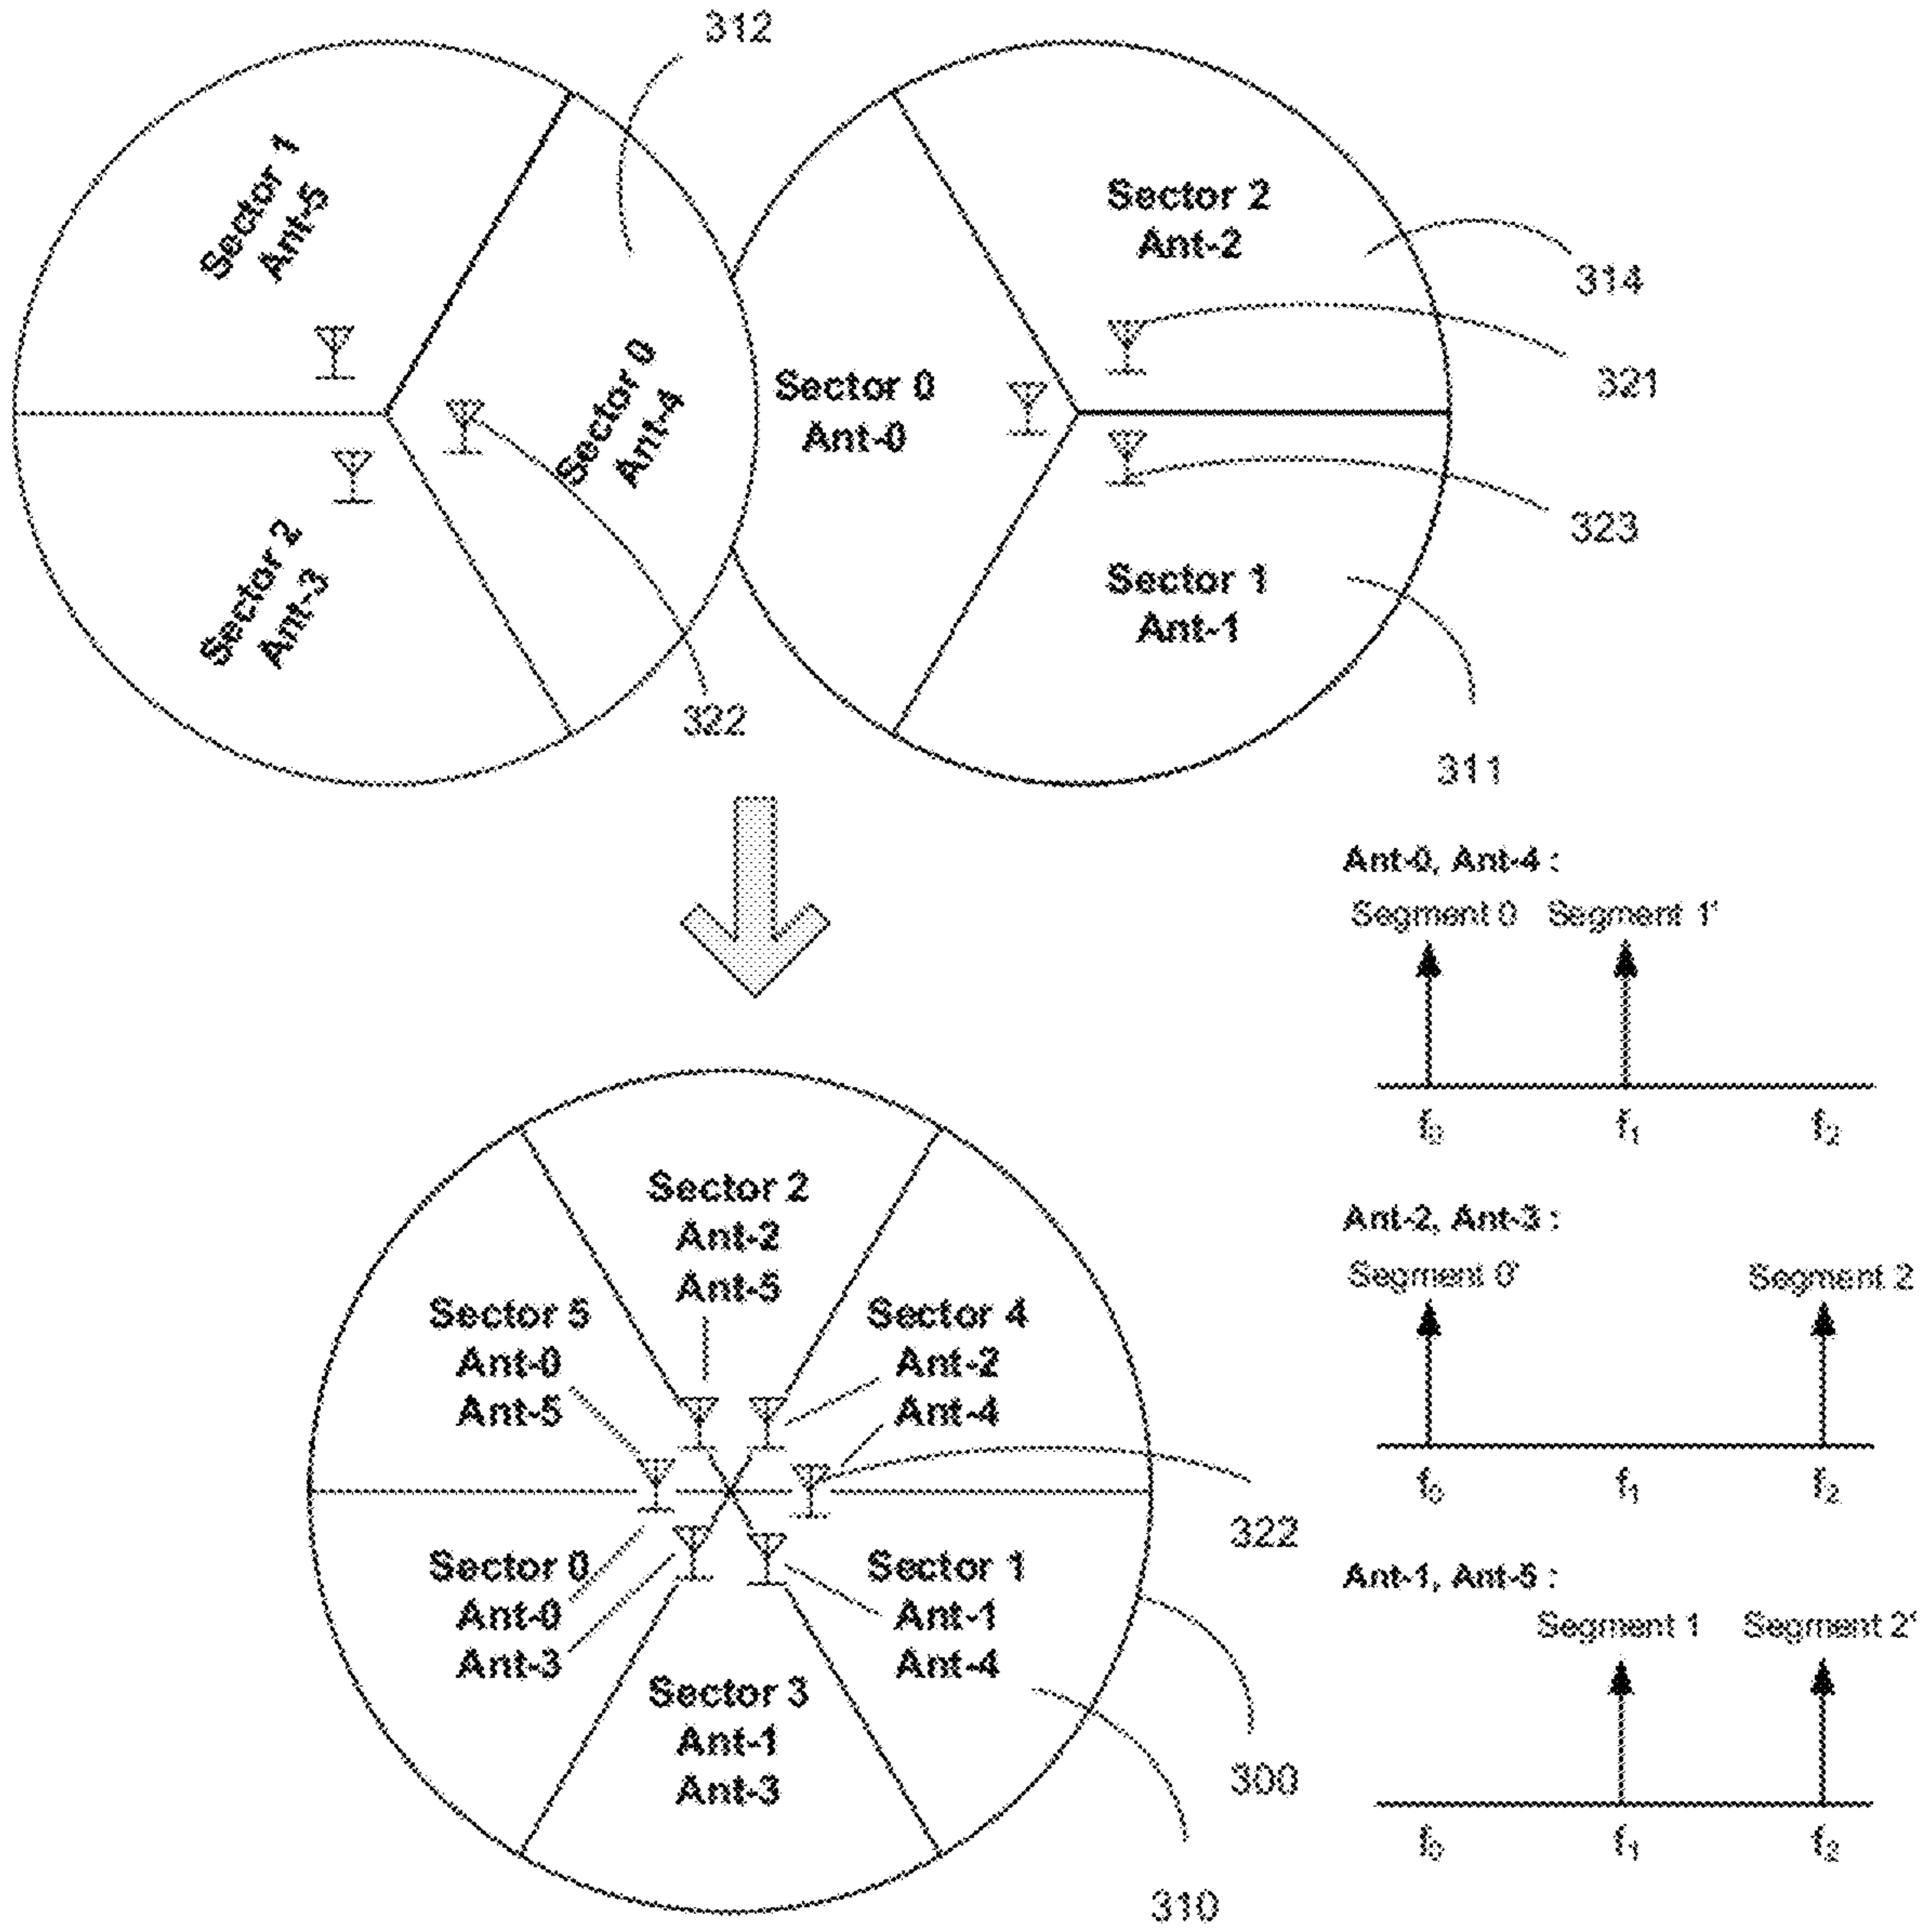 312
Sector 1
Ant-5
Sector 2
Ant-2
314
Sector 0
Ant-4
Sector 0
Ant-0
321
323
Sector 2
Ant-3
Sector 1
Ant-1
322
311
Ant-0, Ant-4 :
Segment 0 Segment 1'
f0 f1 f2
Sector 2
Ant-2
Ant-5
Sector 5
Ant-0
Ant-5
Sector 4
Ant-2
Ant-4
Ant-2, Ant-3 :
Segment 0' Segment 2
f0 f1 f2
322
Sector 0
Ant-0
Ant-3
Sector 1
Ant-1
Ant-4
Sector 3
Ant-1
Ant-3
Ant-1, Ant-5 :
Segment 1 Segment 2'
f0 f1 f2
300
310